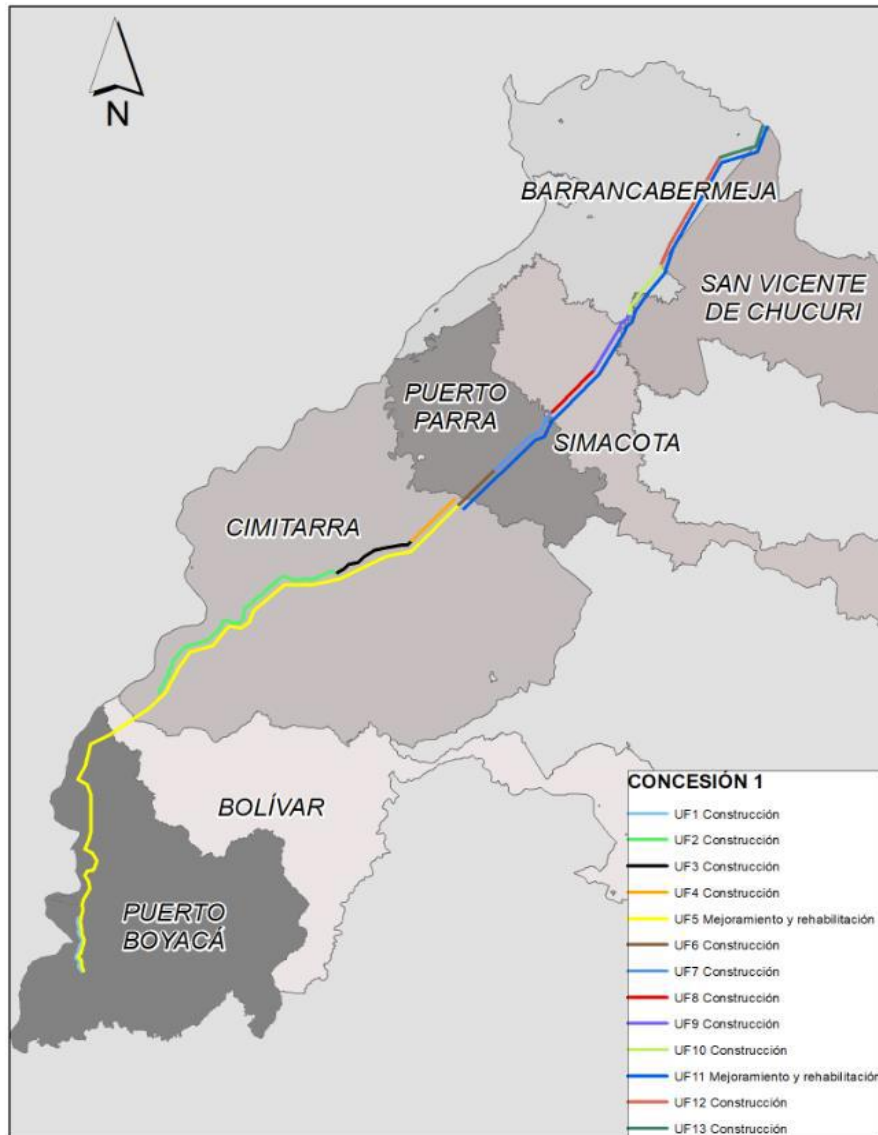 N
BARRANCABERMEJA
SAN VICENTE
DE CHUCURI
PUERTO
PARRA
SIMACOTA
CIMITARRA
BOLÍVAR
PUERTO
BOYACÁ
CONCESIÓN 1
UF1 Construcción
UF2 Construcción
UF3 Construcción
UF4 Construcción
UF5 Mejoramiento y rehabilitación
UF6 Construcción
UF7 Construcción
UF8 Construcción
UF9 Construcción
UF10 Construcción
UF11 Mejoramiento y rehabilitación
UF12 Construcción
UF13 Construcción